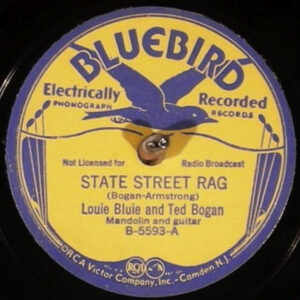 BLUEBIRD
Electrically Recorded
PHONOGRAPH RECORDS
Not Licensed for Radio Broadcast
STATE STREET RAG
(Bogan-Armstrong)
Louie Bluie and Ted Bogan
Mandolin and guitar
B-5593-A
RCA Victor Company, Inc.-Camden N.J.